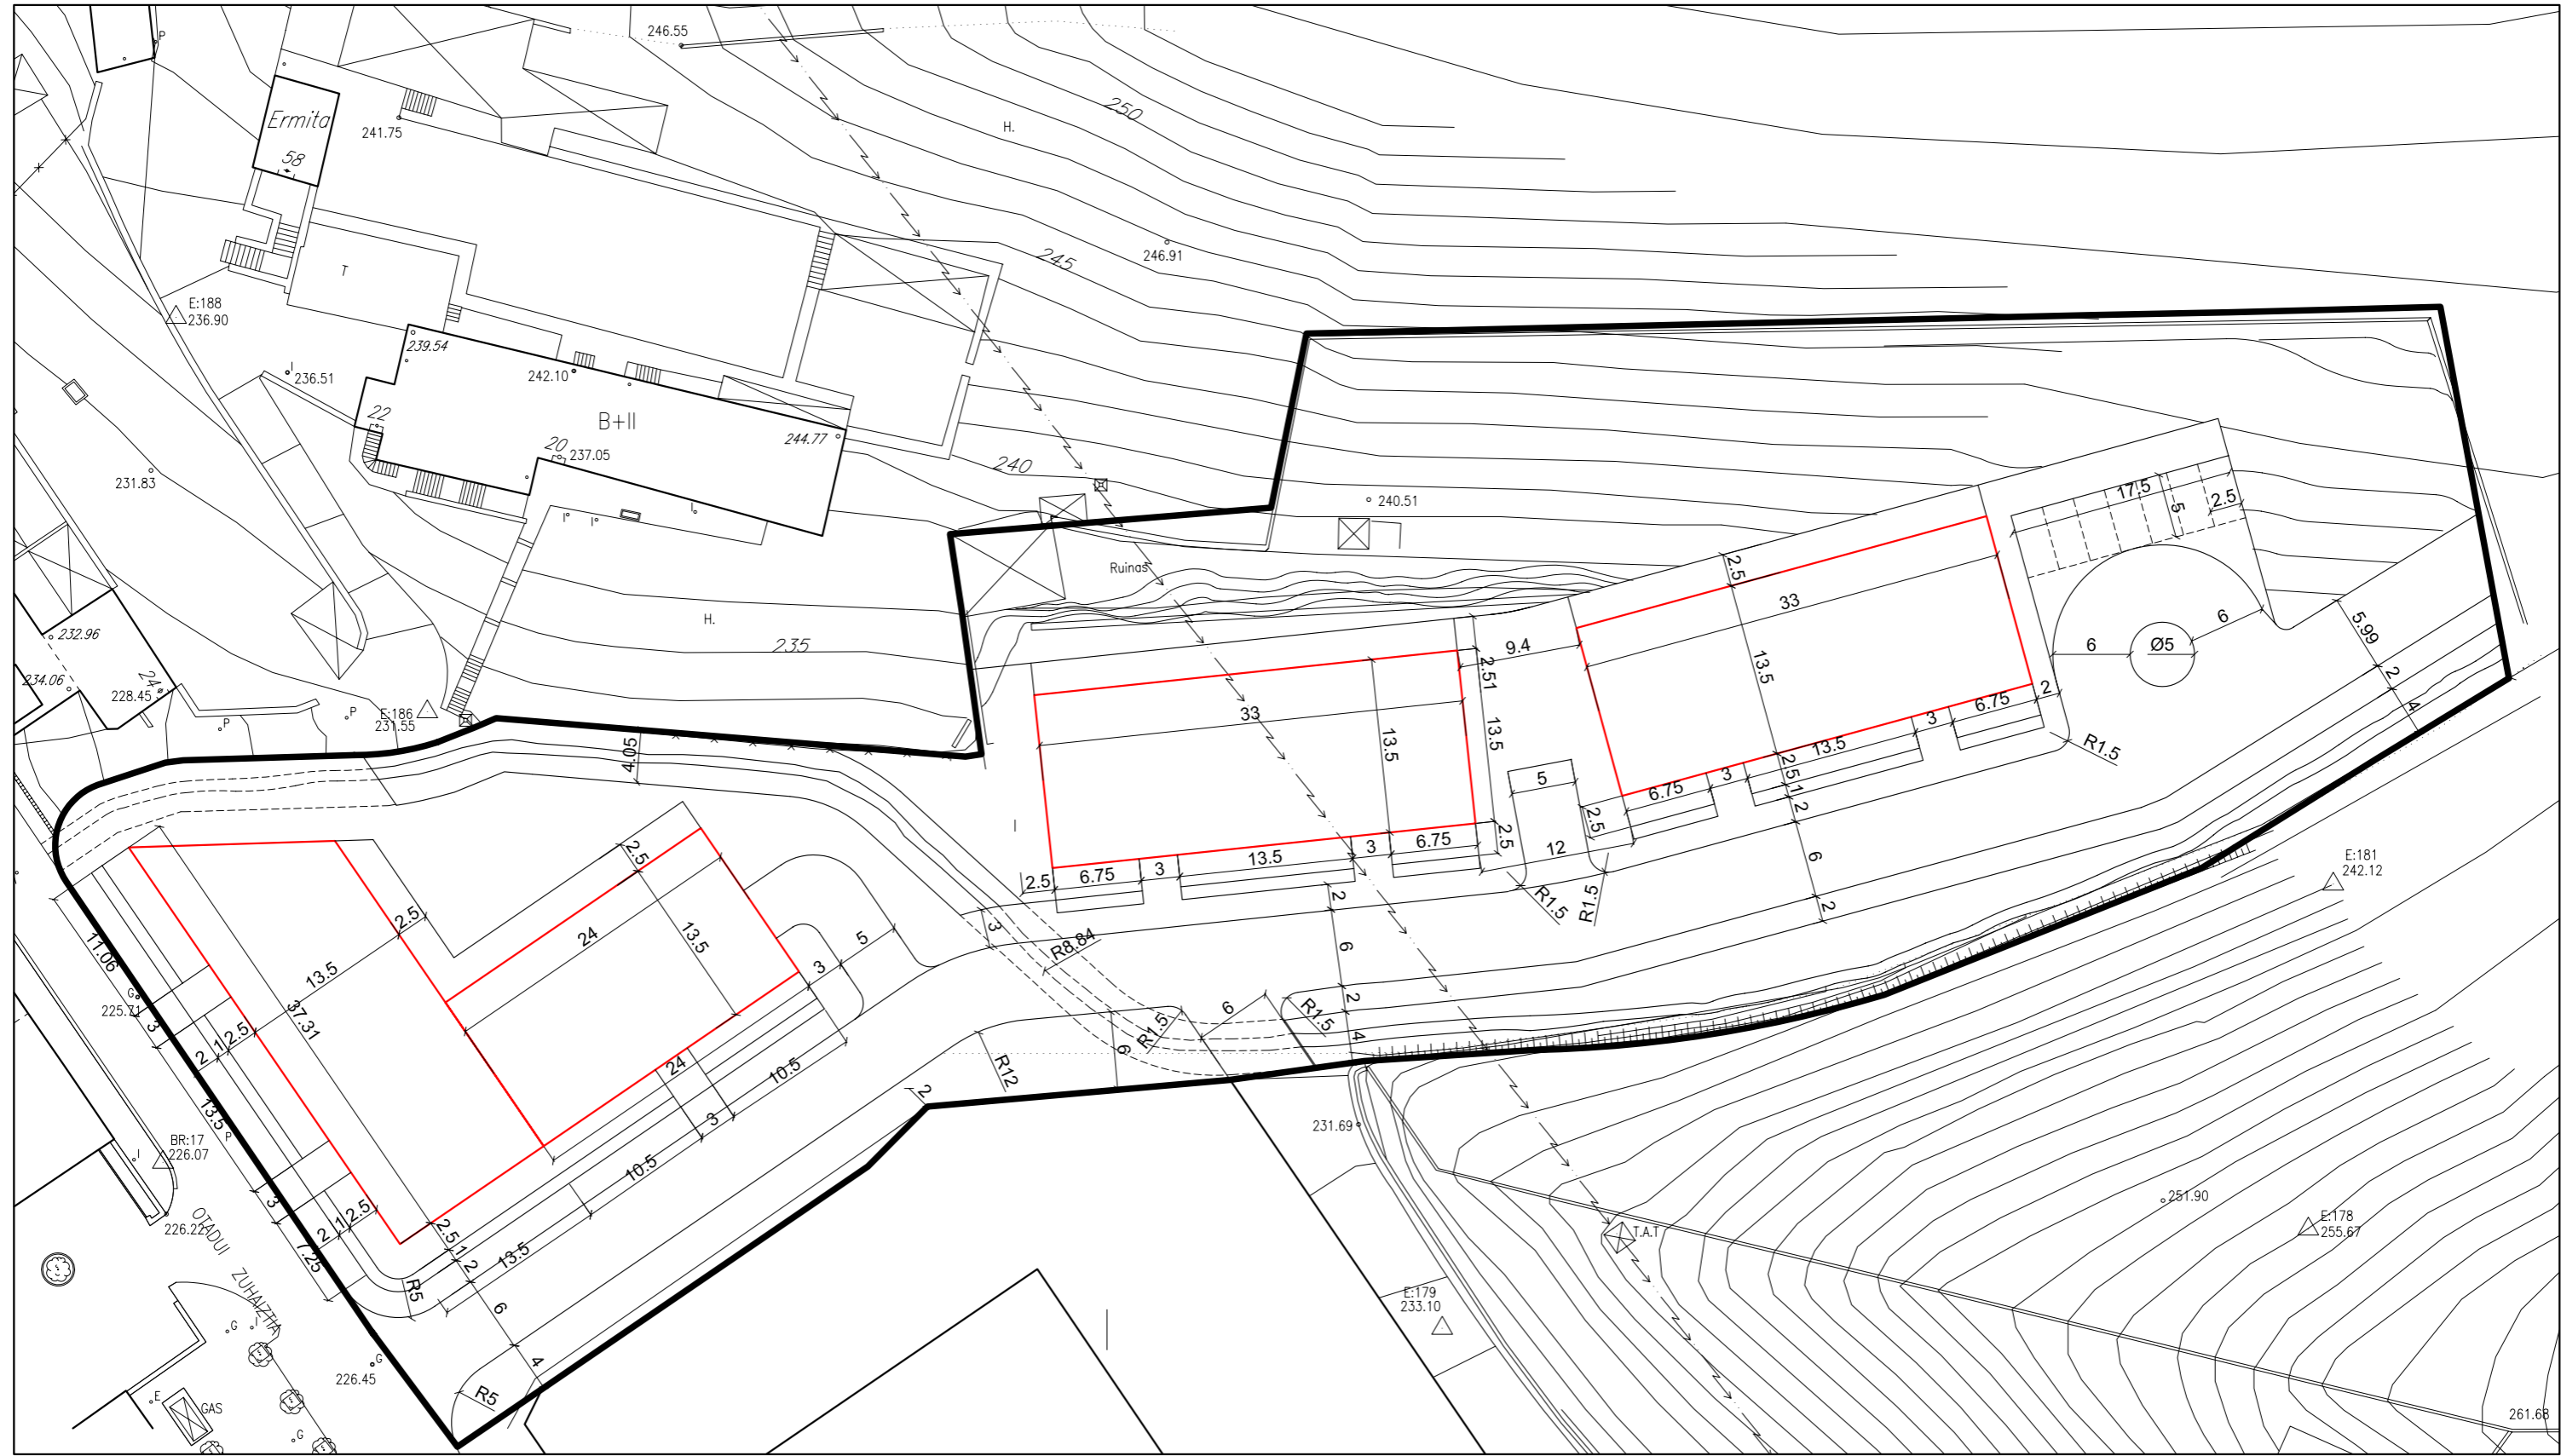 246.55
P
Ermita
58
241.75
250
H.
246.91
245
T
E:188
236.90
239.54
236.51
242.10
22
B+II
244.77
20
237.05
240
240.51
231.83
I
I
I
I
17.5
5
2.5
Ruinas
2.5
33
H.
235
232.96
24
234.06
228.45
P
P
E:186
231.55
9.4
2.51
13.5
6
6
Ø5
5.99
2
4
33
13.5
13.5
2
6.75
3
13.5
R1.5
4.05
5
6.75
3
2.5
1
2
2.5
2.5
12
I
2.5
6.75
3
13.5
3
6.75
2
R1.5
R1.5
6
2
E:181
242.12
2.5
24
13.5
2.5
13.5
37.31
5
3
3
R8.84
6
2
4
R1.5
6
R1.5
6
R12
2
11.06
G
225.71
3
2
1
2.5
24
10.5
3
10.5
13.5
P
BR:17
226.07
I
226.22
3
2
1
2.5
7.25
2.5
1
2
13.5
R5
6
4
R5
OTADUI ZUHAIZTIA
G
I
G
226.45
E
GAS
G
231.69
E:179
233.10
T.A.T
251.90
E:178
255.67
261.68